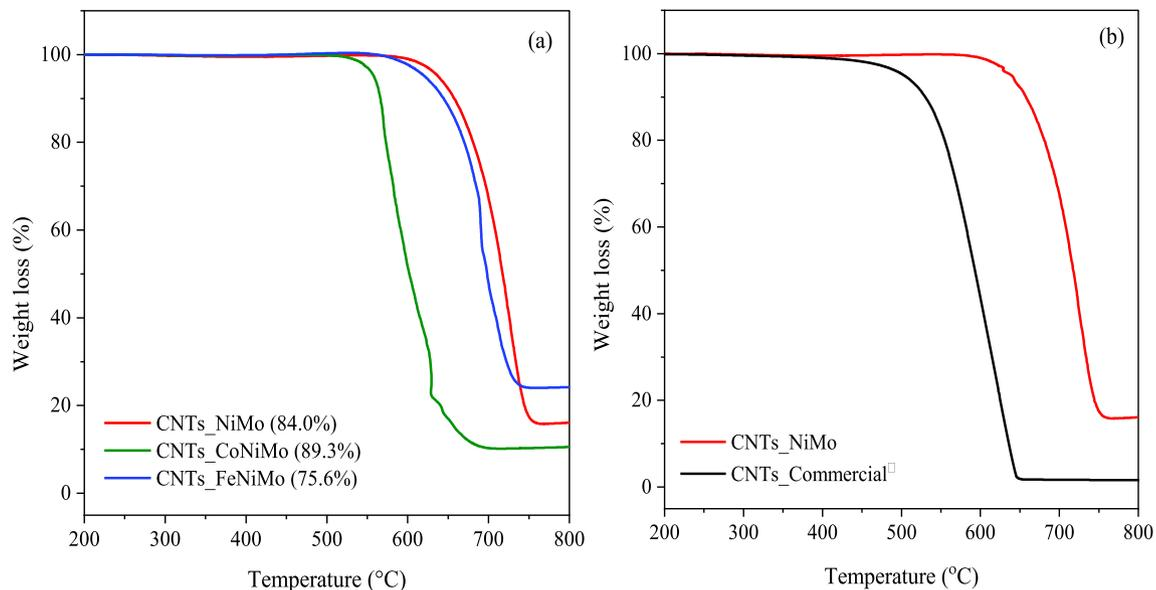 (a)
100
80
60
40
20
0
Weight loss (%)
CNTs_NiMo (84.0%)
CNTs_CoNiMo (89.3%)
CNTs_FeNiMo (75.6%)
200 300 400 500 600 700 800
Temperature (°C)
(b)
100
80
60
40
20
0
Weight loss (%)
CNTs_NiMo
CNTs_Commercial▯
200 300 400 500 600 700 800
Temperature (°C)